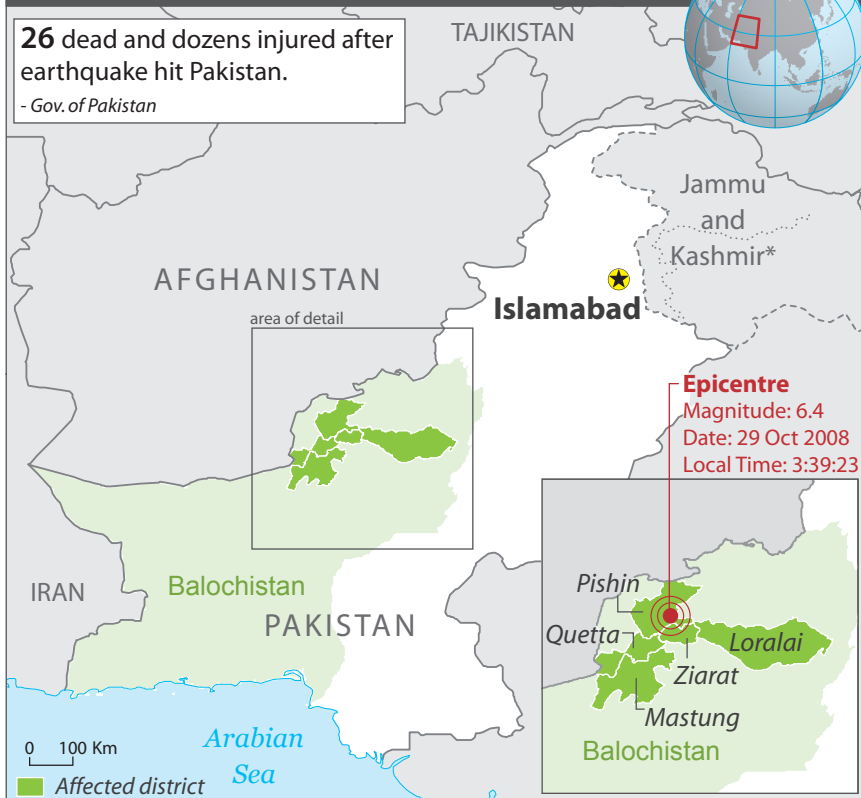 26 dead and dozens injured after
earthquake hit Pakistan.
- Gov. of Pakistan
TAJIKISTAN
Jammu
and
Kashmir*
AFGHANISTAN
Islamabad
area of detail
Epicentre
Magnitude: 6.4
Date: 29 Oct 2008
Local Time: 3:39:23
IRAN
Balochistan
PAKISTAN
Pishin
Quetta
Loralai
Ziarat
Mastung
Balochistan
0 100 Km
Arabian
Sea
Affected district